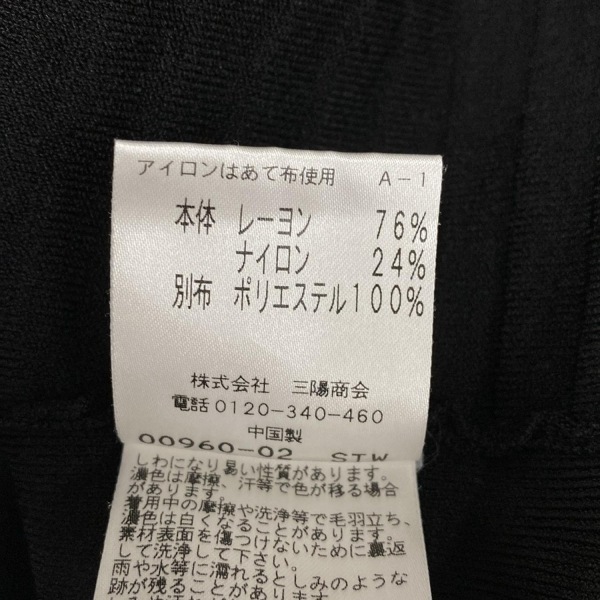 アイロンはあて布使用 A-1
本体 レーヨン 76%
ナイロン 24%
別布 ポリエステル100%
株式会社 三陽商会
電話0120-340-460
中国製
00960-02 STW
しわになり易い性質があります。
濃色は摩擦、汗等で色が移る場合
があります。
着用中の摩擦や洗浄等で毛羽立ち、
濃色は白くなることがあります。
素材表面を傷つけないために裏返
して洗浄して下さい。
雨や水等に濡れるとしみのような
跡が残ることがあります。